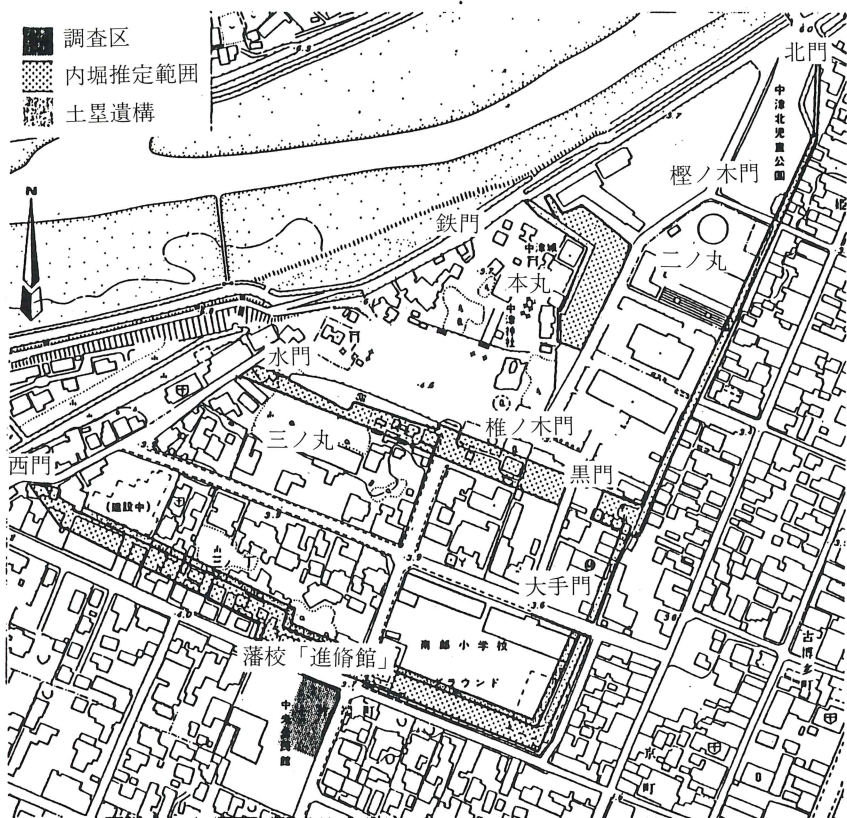 調査区
内堀推定範囲
土塁遺構
北門
中津北児童公園
樫ノ木門
N
鉄門
中津城
本丸
二ノ丸
中津神社
水門
椎ノ木門
三ノ丸
西門
黒門
(建設中)
大手門
南部小学校
グラウンド
藩校「進脩館」
古博多町
京町
町